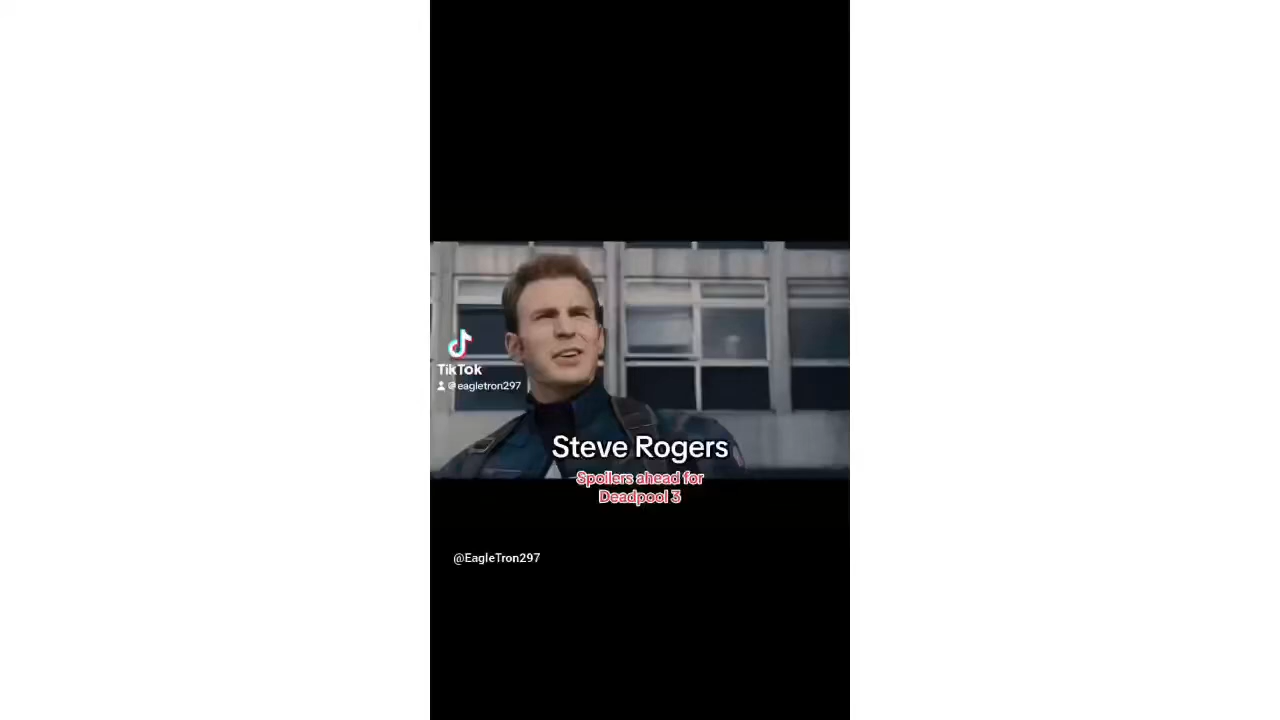 TikTok
@eagletron297
Steve Rogers
Spoilers ahead for
Deadpool 3
@EagleTron297